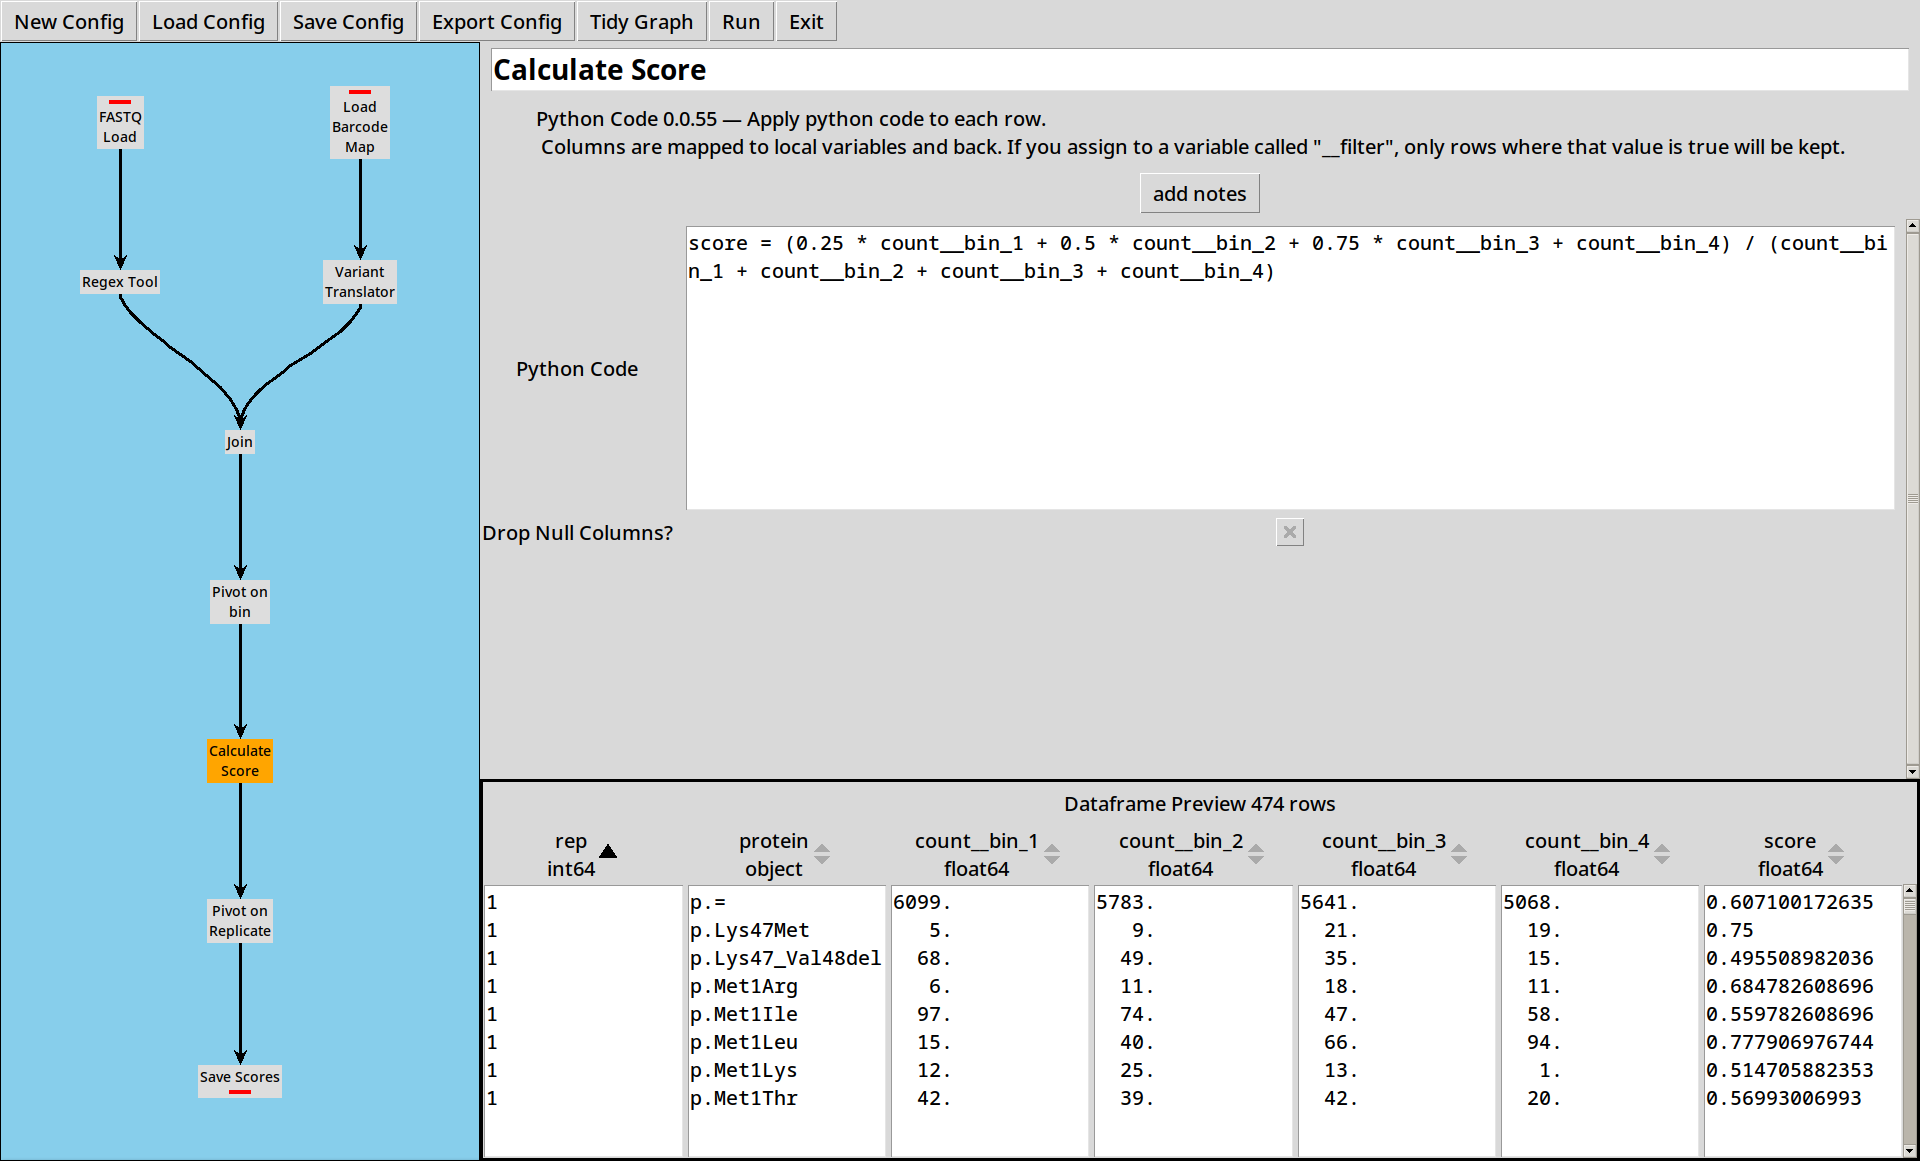 New Config Load Config Save Config Export Config Tidy Graph Run Exit
FASTQ
Load
Load
Barcode
Map
Regex Tool
Variant
Translator
Join
Pivot on
bin
Calculate
Score
Pivot on
Replicate
Save Scores
Calculate Score
Python Code 0.0.55 — Apply python code to each row.
Columns are mapped to local variables and back. If you assign to a variable called "__filter", only rows where that value is true will be kept.
add notes
Python Code
score = (0.25 * count__bin_1 + 0.5 * count__bin_2 + 0.75 * count__bin_3 + count__bin_4) / (count__bi
n_1 + count__bin_2 + count__bin_3 + count__bin_4)
Drop Null Columns?
Dataframe Preview 474 rows
rep protein count__bin_1 count__bin_2 count__bin_3 count__bin_4 score
int64 object float64 float64 float64 float64 float64
1 p.= 6099. 5783. 5641. 5068. 0.607100172635
1 p.Lys47Met 5. 9. 21. 19. 0.75
1 p.Lys47_Val48del 68. 49. 35. 15. 0.495508982036
1 p.Met1Arg 6. 11. 18. 11. 0.684782608696
1 p.Met1Ile 97. 74. 47. 58. 0.559782608696
1 p.Met1Leu 15. 40. 66. 94. 0.777906976744
1 p.Met1Lys 12. 25. 13. 1. 0.514705882353
1 p.Met1Thr 42. 39. 42. 20. 0.56993006993